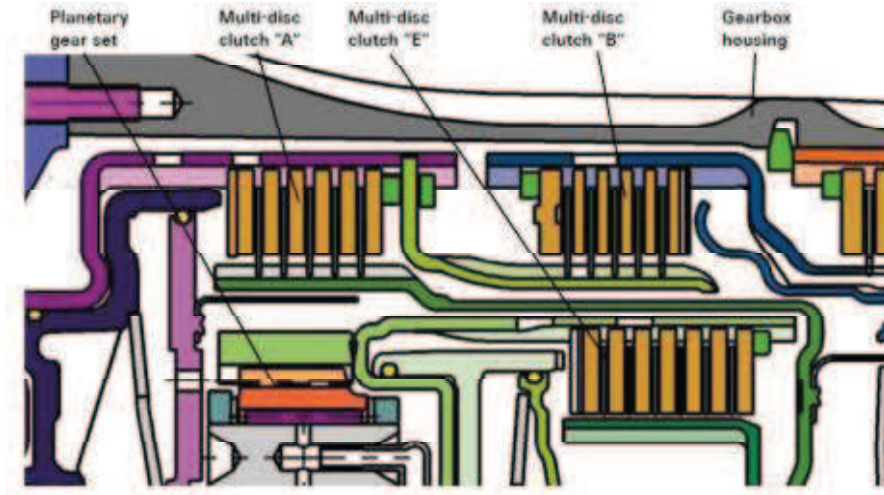 Planetary
gear set
Multi-disc
clutch "A"
Multi-disc
clutch "E"
Multi-disc
clutch "B"
Gearbox
housing